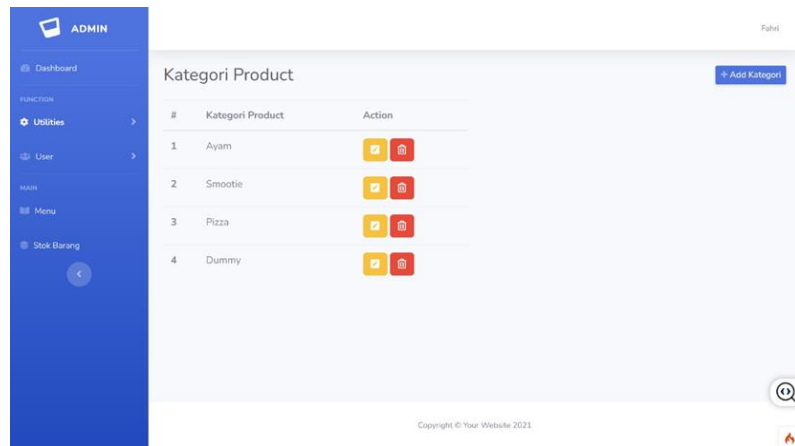 ADMIN
Fahri
Dashboard
FUNCTION
Utilities
User
MAIN
Menu
Stok Barang
Kategori Product
+ Add Kategori
# Kategori Product Action
1 Ayam
2 Smootie
3 Pizza
4 Dummy
Copyright © Your Website 2021